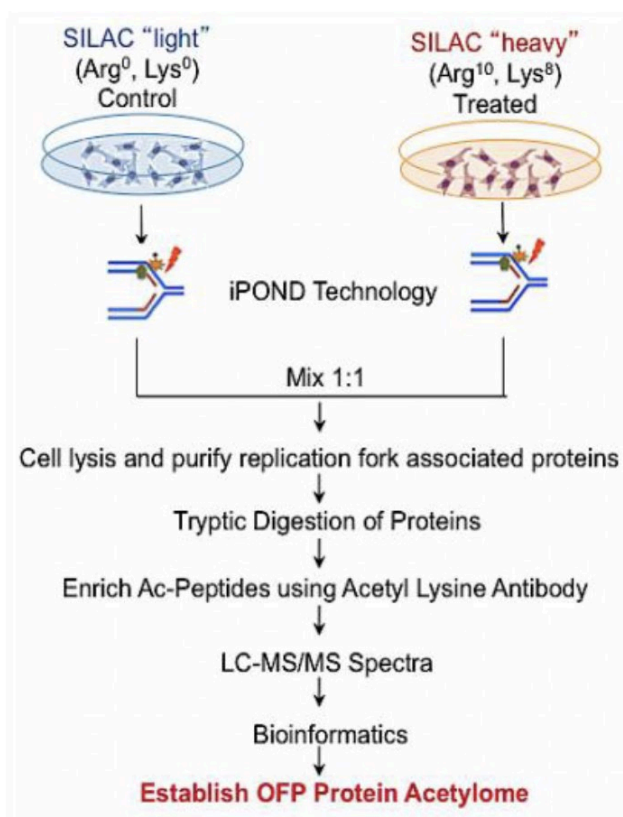 SILAC “light”
(Arg⁰, Lys⁰)
Control
SILAC “heavy”
(Arg¹⁰, Lys⁸)
Treated
iPOND Technology
Mix 1:1
Cell lysis and purify replication fork associated proteins
Tryptic Digestion of Proteins
Enrich Ac-Peptides using Acetyl Lysine Antibody
LC-MS/MS Spectra
Bioinformatics
Establish OFP Protein Acetylome